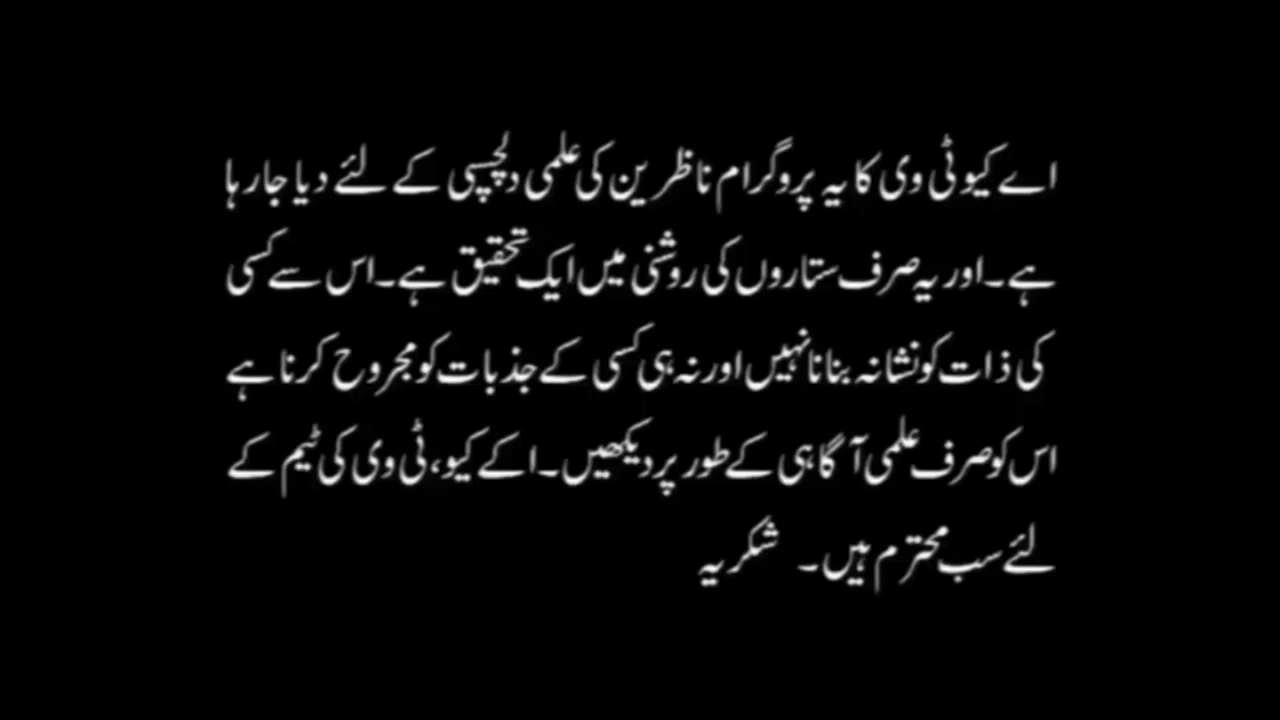 اے کیو ٹی وی کا یہ پروگرام ناظرین کی علمی دلچسپی کے لئے دیا جارہا
ہے۔اور یہ صرف ستاروں کی روشنی میں ایک تحقیق ہے۔اس سے کسی
کی ذات کو نشانہ بنانا نہیں اور نہ ہی کسی کے جذبات کو مجروح کرنا ہے
اس کو صرف علمی آگاہی کے طور پر دیکھیں۔اکے کیو،ٹی وی کی ٹیم کے
لئے سب محترم ہیں۔ شکریہ